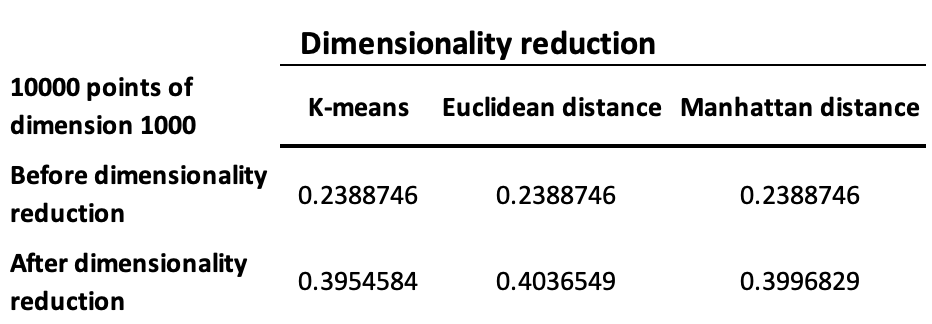 Dimensionality reduction
10000 points of
dimension 1000
K-means Euclidean distance Manhattan distance
Before dimensionality
reduction
0.2388746 0.2388746 0.2388746
After dimensionality
reduction
0.3954584 0.4036549 0.3996829